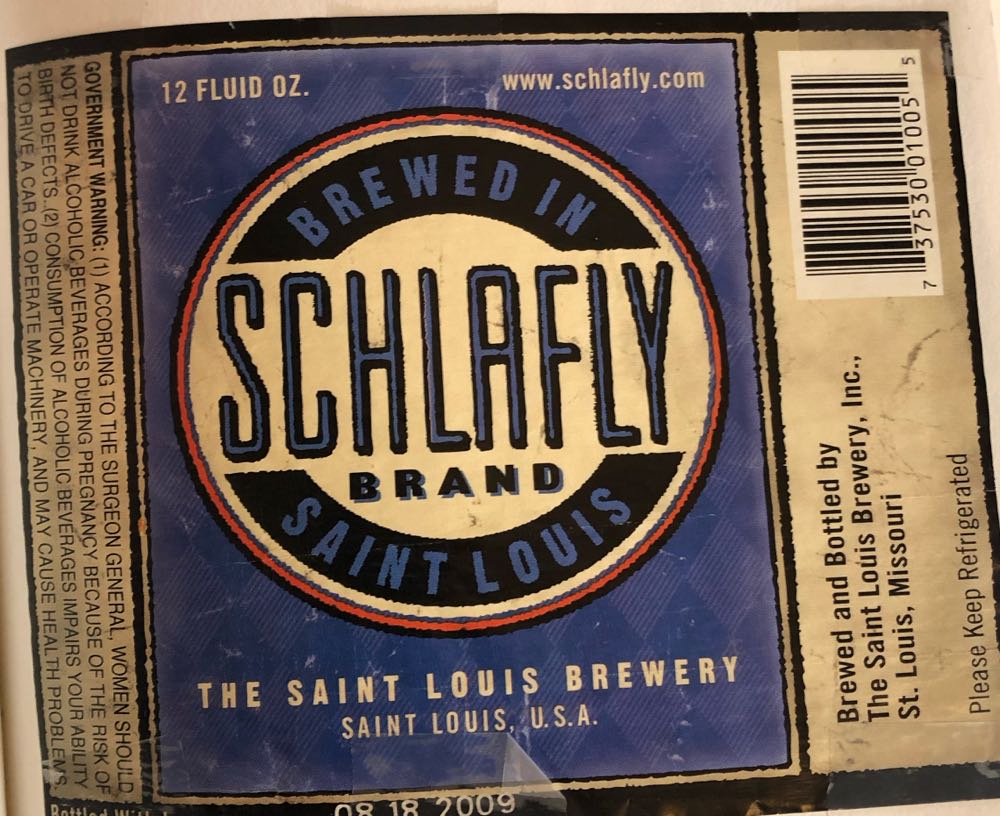 GOVERNMENT WARNING: (1) ACCORDING TO THE SURGEON GENERAL, WOMEN SHOULD
NOT DRINK ALCOHOLIC BEVERAGES DURING PREGNANCY BECAUSE OF THE RISK OF
BIRTH DEFECTS. (2) CONSUMPTION OF ALCOHOLIC BEVERAGES IMPAIRS YOUR ABILITY
TO DRIVE A CAR OR OPERATE MACHINERY, AND MAY CAUSE HEALTH PROBLEMS.
Bottled
12 FLUID OZ.
www.schlafly.com
BREWED IN
SCHLAFLY
BRAND
SAINT LOUIS
THE SAINT LOUIS BREWERY
SAINT LOUIS, U.S.A.
08 18 2009
7 37530 01005 5
Brewed and Bottled by
The Saint Louis Brewery, Inc.,
St. Louis, Missouri
Please Keep Refrigerated